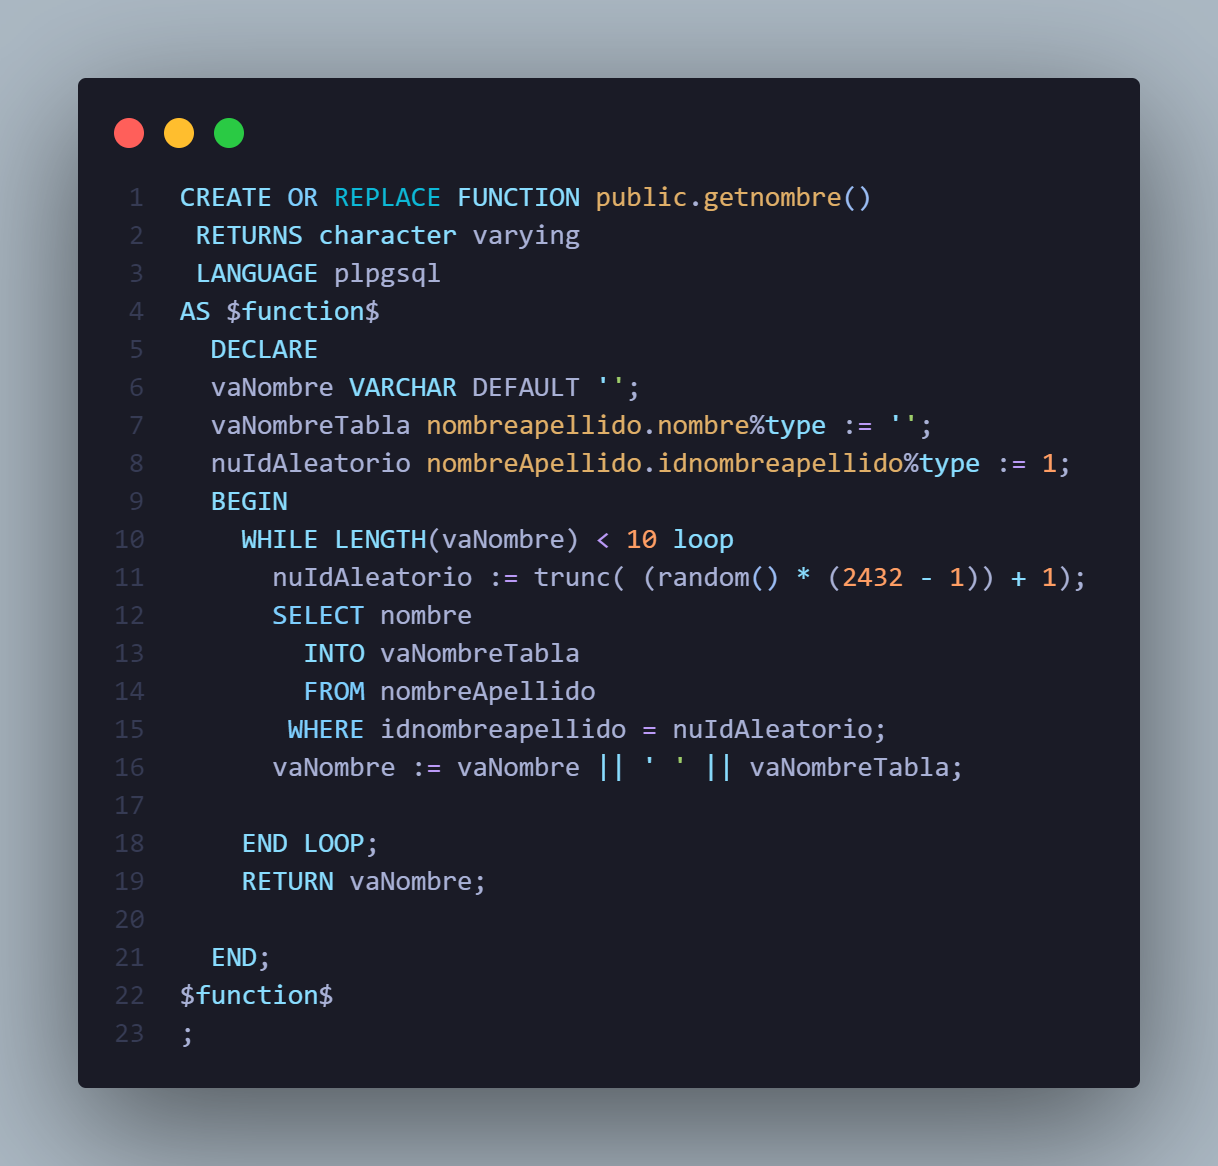 1 CREATE OR REPLACE FUNCTION public.getnombre()
2  RETURNS character varying
3  LANGUAGE plpgsql
4 AS $function$
5   DECLARE
6   vaNombre VARCHAR DEFAULT '';
7   vaNombreTabla nombreapellido.nombre%type := '';
8   nuIdAleatorio nombreApellido.idnombreapellido%type := 1;
9   BEGIN
10     WHILE LENGTH(vaNombre) < 10 loop
11       nuIdAleatorio := trunc( (random() * (2432 - 1)) + 1);
12       SELECT nombre
13         INTO vaNombreTabla
14         FROM nombreApellido
15        WHERE idnombreapellido = nuIdAleatorio;
16       vaNombre := vaNombre || ' ' || vaNombreTabla;
17
18     END LOOP;
19     RETURN vaNombre;
20
21   END;
22 $function$
23 ;